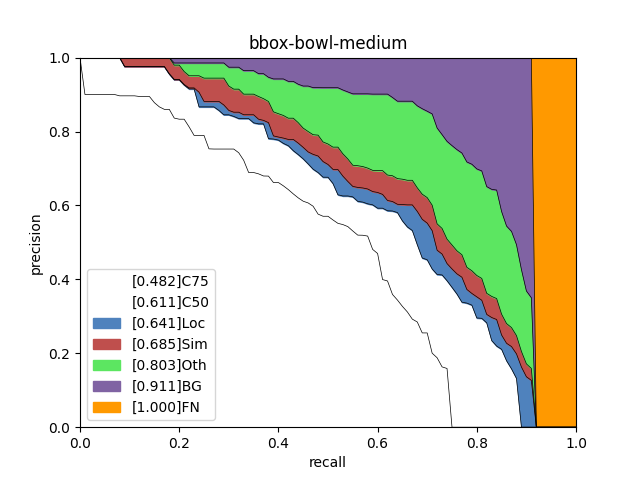 bbox-bowl-medium
precision
1.0
0.8
0.6
0.4
0.2
0.0
[0.482]C75
[0.611]C50
[0.641]Loc
[0.685]Sim
[0.803]Oth
[0.911]BG
[1.000]FN
0.0 0.2 0.4 0.6 0.8 1.0
recall